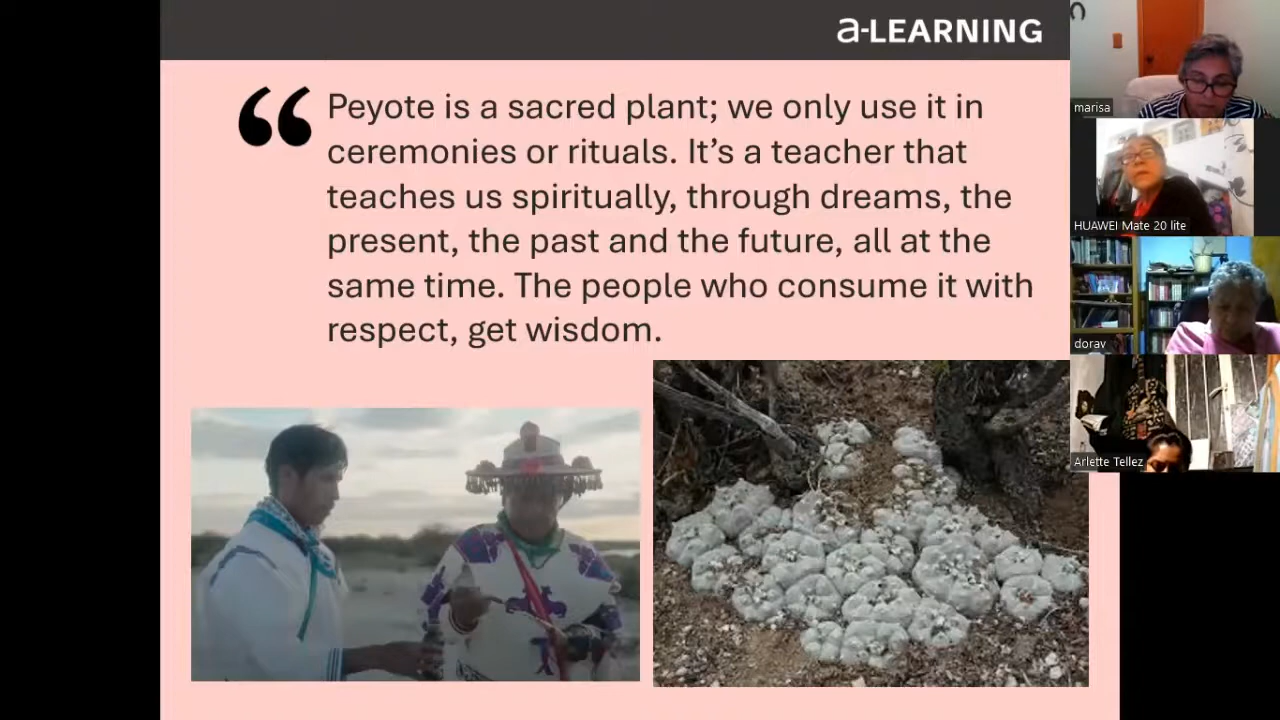 a-LEARNING
“ Peyote is a sacred plant; we only use it in
ceremonies or rituals. It’s a teacher that
teaches us spiritually, through dreams, the
present, the past and the future, all at the
same time. The people who consume it with
respect, get wisdom.
marisa
HUAWEI Mate 20 lite
dorav
Arlette Tellez